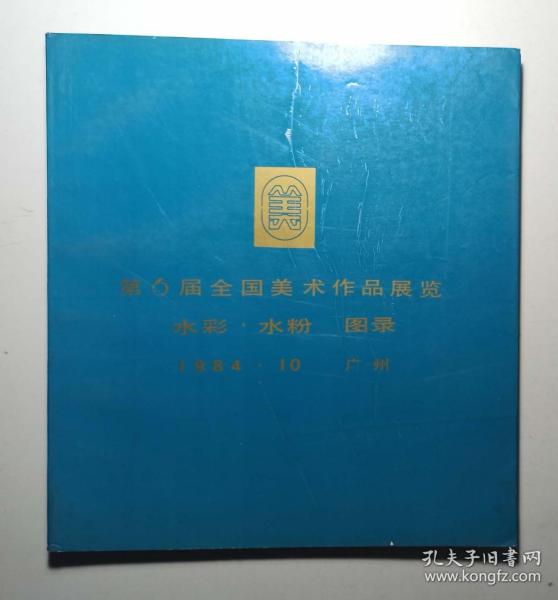 美
第6届全国美术作品展览
水彩·水粉 图录
1984·10 广州
孔夫子旧书网
www.kongfz.com